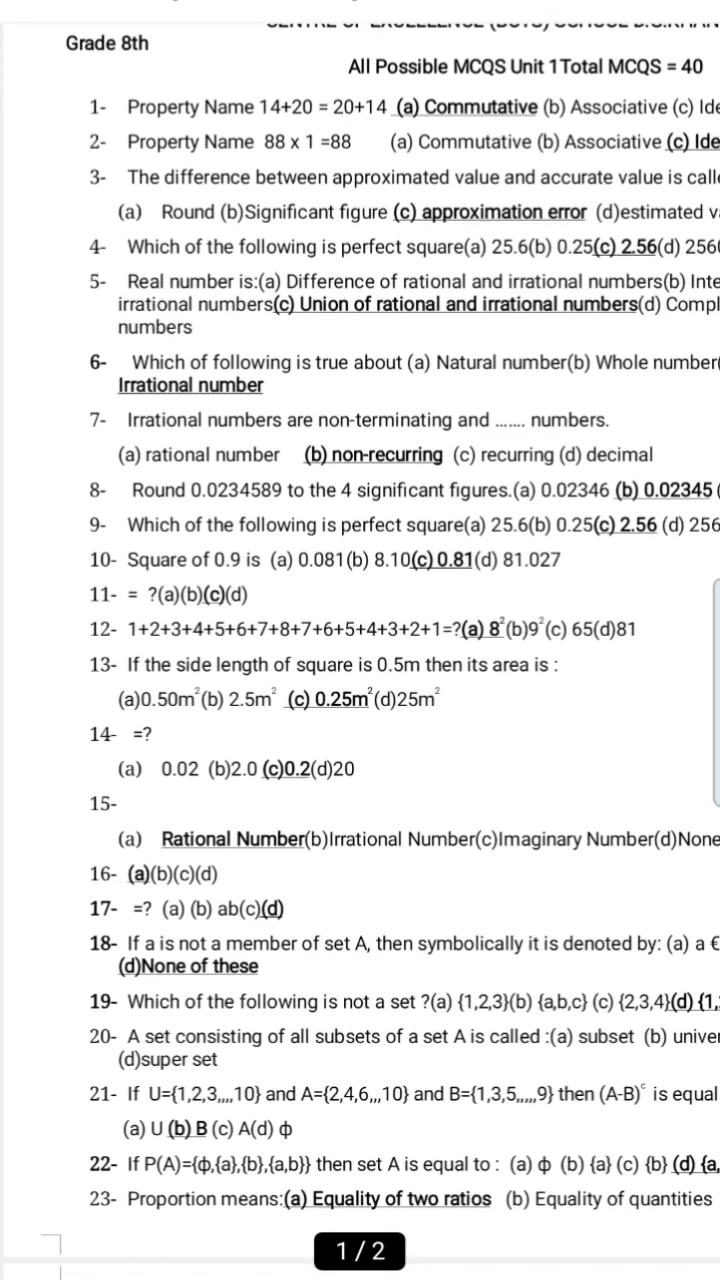 Grade 8th
All Possible MCQS Unit 1Total MCQS = 40
1- Property Name 14+20 = 20+14 (a) Commutative (b) Associative (c) Ide
2- Property Name 88 x 1 =88 (a) Commutative (b) Associative (c) Ide
3- The difference between approximated value and accurate value is calle
(a) Round (b)Significant figure (c) approximation error (d)estimated va
4- Which of the following is perfect square(a) 25.6(b) 0.25(c) 2.56(d) 256
5- Real number is:(a) Difference of rational and irrational numbers(b) Inte
irrational numbers(c) Union of rational and irrational numbers(d) Compl
numbers
6- Which of following is true about (a) Natural number(b) Whole number(
Irrational number
7- Irrational numbers are non-terminating and ....... numbers.
(a) rational number (b) non-recurring (c) recurring (d) decimal
8- Round 0.0234589 to the 4 significant figures.(a) 0.02346 (b) 0.02345 (
9- Which of the following is perfect square(a) 25.6(b) 0.25(c) 2.56 (d) 256
10- Square of 0.9 is (a) 0.081(b) 8.10(c) 0.81(d) 81.027
11- = ?(a)(b)(c)(d)
12- 1+2+3+4+5+6+7+8+7+6+5+4+3+2+1=?(a) 8²(b)9²(c) 65(d)81
13- If the side length of square is 0.5m then its area is :
(a)0.50m²(b) 2.5m² (c) 0.25m²(d)25m²
14- =?
(a) 0.02 (b)2.0 (c)0.2(d)20
15-
(a) Rational Number(b)Irrational Number(c)Imaginary Number(d)None
16- (a)(b)(c)(d)
17- =? (a) (b) ab(c)(d)
18- If a is not a member of set A, then symbolically it is denoted by: (a) a €
(d)None of these
19- Which of the following is not a set ?(a) {1,2,3}(b) {a,b,c} (c) {2,3,4}(d) {1,
20- A set consisting of all subsets of a set A is called :(a) subset (b) univer
(d)super set
21- If U={1,2,3,,,,10} and A={2,4,6,,,10} and B={1,3,5,,,,,9} then (A-B)ᶜ is equal
(a) U (b) B (c) A(d) ф
22- If P(A)={ф,{a},{b},{a,b}} then set A is equal to : (a) ф (b) {a} (c) {b} (d) {a,
23- Proportion means:(a) Equality of two ratios (b) Equality of quantities
1 / 2